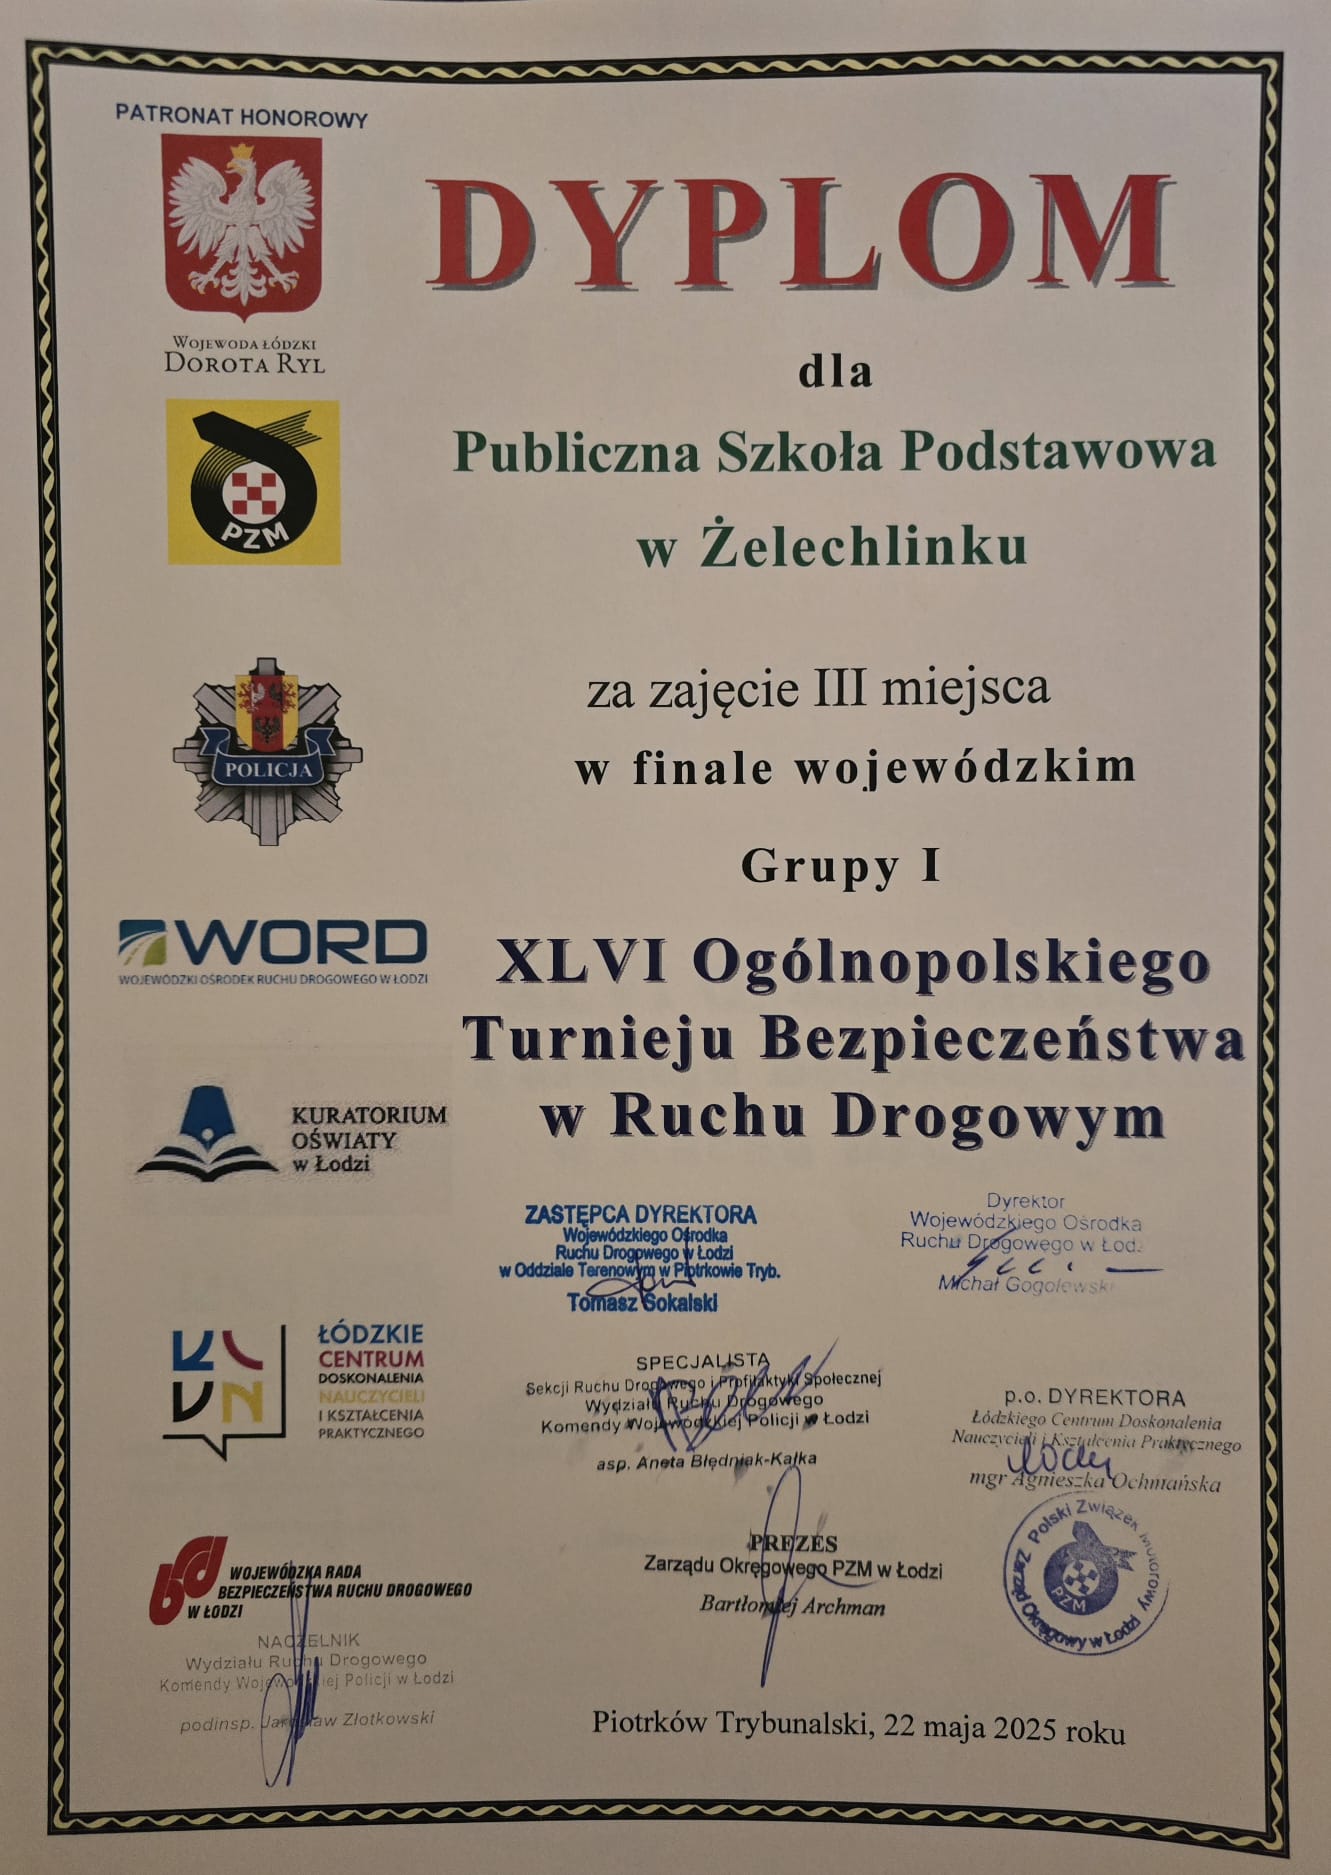 PATRONAT HONOROWY
WOJEWODA ŁÓDZKI
DOROTA RYL
PZM
POLICJA
WORD
WOJEWÓDZKI OŚRODEK RUCHU DROGOWEGO W ŁODZI
KURATORIUM
OŚWIATY
w Łodzi
ŁÓDZKIE
CENTRUM
DOSKONALENIA
NAUCZYCIELI
I KSZTAŁCENIA
PRAKTYCZNEGO
WOJEWÓDZKA RADA
BEZPIECZEŃSTWA RUCHU DROGOWEGO
W ŁODZI
NACZELNIK
Wydziału Ruchu Drogowego
Komendy Wojewódzkiej Policji w Łodzi
podinsp. Jarosław Złotkowski
DYPLOM
dla
Publiczna Szkoła Podstawowa
w Żelechlinku
za zajęcie III miejsca
w finale wojewódzkim
Grupy I
XLVI Ogólnopolskiego
Turnieju Bezpieczeństwa
w Ruchu Drogowym
ZASTĘPCA DYREKTORA
Wojewódzkiego Ośrodka
Ruchu Drogowego w Łodzi
w Oddziale Terenowym w Piotrkowie Tryb.
Tomasz Sokalski
Dyrektor
Wojewódzkiego Ośrodka
Ruchu Drogowego w Łod.
Michał Gogolewski
SPECJALISTA
Sekcji Ruchu Drogowego i Profilaktyki Społecznej
Wydziału Ruchu Drogowego
Komendy Wojewódzkiej Policji w Łodzi
asp. Aneta Błędniak-Kałka
p.o. DYREKTORA
Łódzkiego Centrum Doskonalenia
Nauczycieli i Kształcenia Praktycznego
mgr Agnieszka Ochmańska
PREZES
Zarządu Okręgowego PZM w Łodzi
Bartłomiej Archman
Polski Związek Motorowy
Zarząd Okręgowy w Łodzi
PZM
Piotrków Trybunalski, 22 maja 2025 roku